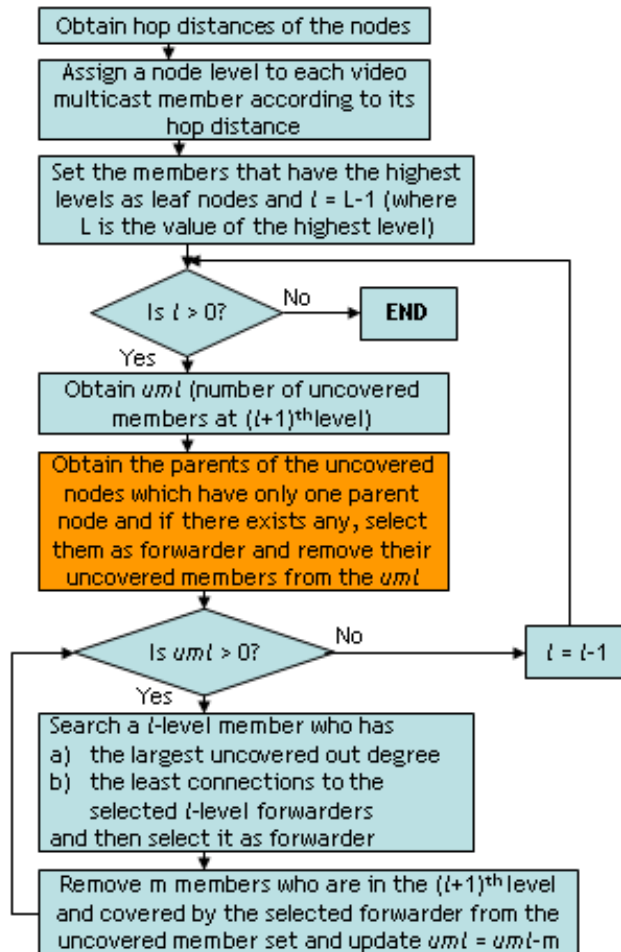 Obtain hop distances of the nodes
Assign a node level to each video
multicast member according to its
hop distance
Set the members that have the highest
levels as leaf nodes and l = L-1 (where
L is the value of the highest level)
Is l > 0?
No
END
Yes
Obtain uml (number of uncovered
members at (l+1)th level)
Obtain the parents of the uncovered
nodes which have only one parent
node and if there exists any, select
them as forwarder and remove their
uncovered members from the uml
Is uml > 0?
No
l = l-1
Yes
Search a l-level member who has
a) the largest uncovered out degree
b) the least connections to the
selected l-level forwarders
and then select it as forwarder
Remove m members who are in the (l+1)th level
and covered by the selected forwarder from the
uncovered member set and update uml = uml-m